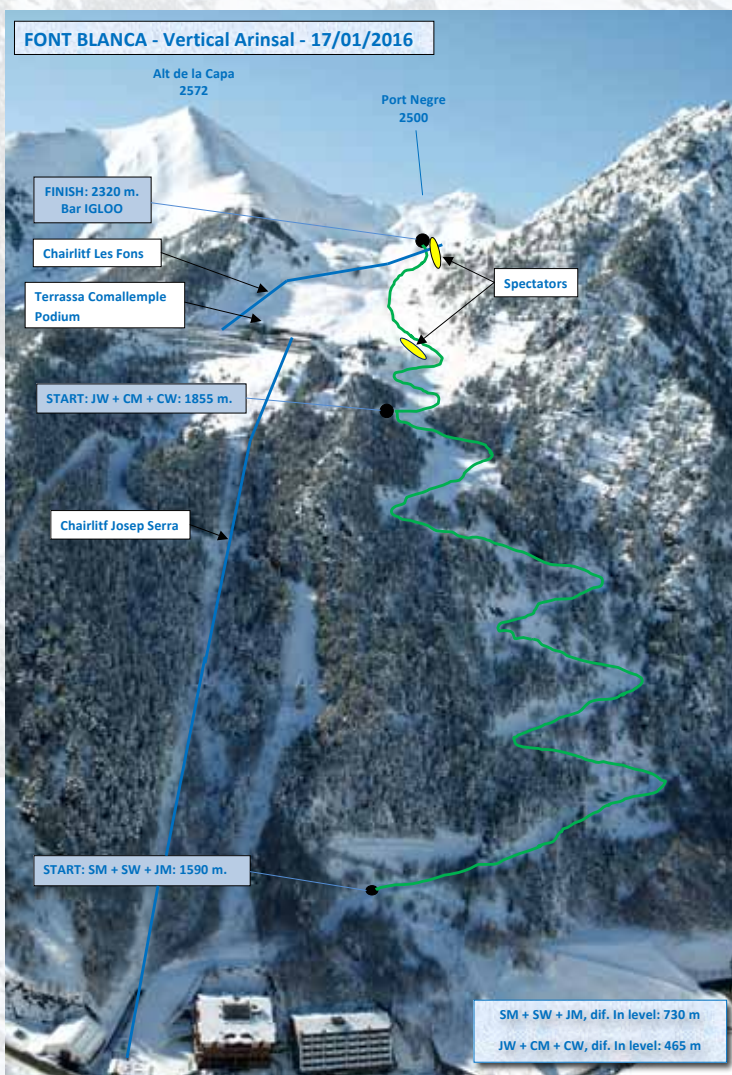 FONT BLANCA - Vertical Arinsal - 17/01/2016
Alt de la Capa
2572
Port Negre
2500
FINISH: 2320 m.
Bar IGLOO
Chairlitf Les Fons
Terrassa Comallemple
Podium
Spectators
START: JW + CM + CW: 1855 m.
Chairlitf Josep Serra
START: SM + SW + JM: 1590 m.
SM + SW + JM, dif. In level: 730 m
JW + CM + CW, dif. In level: 465 m